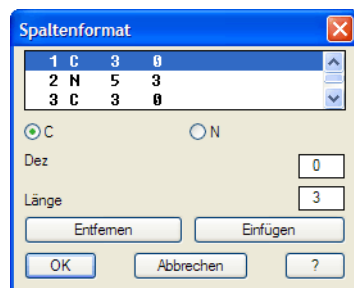 Spaltenformat
1 C 3 0
2 N 5 3
3 C 3 0
C N
Dez 0
Länge 3
Entfernen Einfügen
OK Abbrechen ?